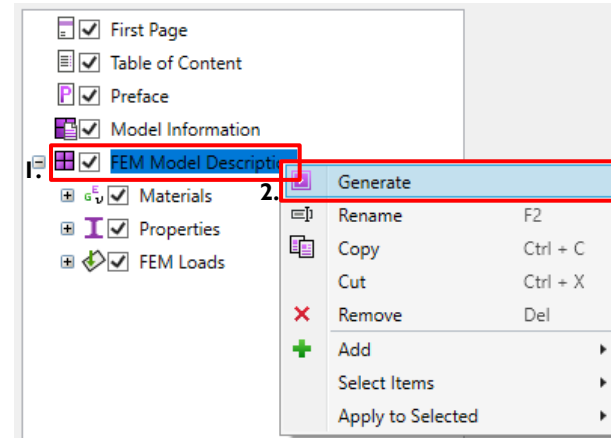 First Page
Table of Content
P Preface
Model Information
1. FEM Model Descriptio
2. Generate
Materials
Rename F2
Properties
Copy Ctrl + C
FEM Loads
Cut Ctrl + X
Remove Del
Add
Select Items
Apply to Selected